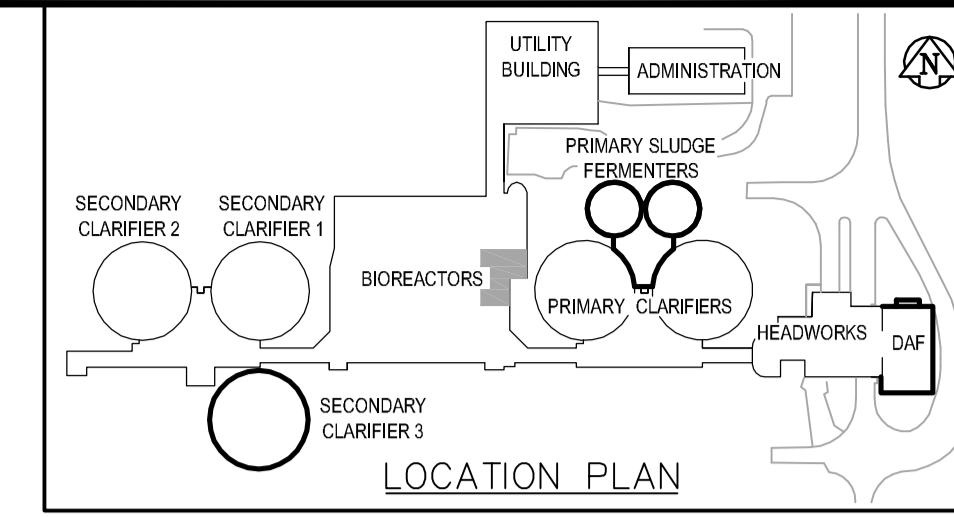 UTILITY
BUILDING
ADMINISTRATION
N
PRIMARY SLUDGE
FERMENTERS
SECONDARY
CLARIFIER 2
SECONDARY
CLARIFIER 1
BIOREACTORS
PRIMARY CLARIFIERS
HEADWORKS
DAF
SECONDARY
CLARIFIER 3
LOCATION PLAN